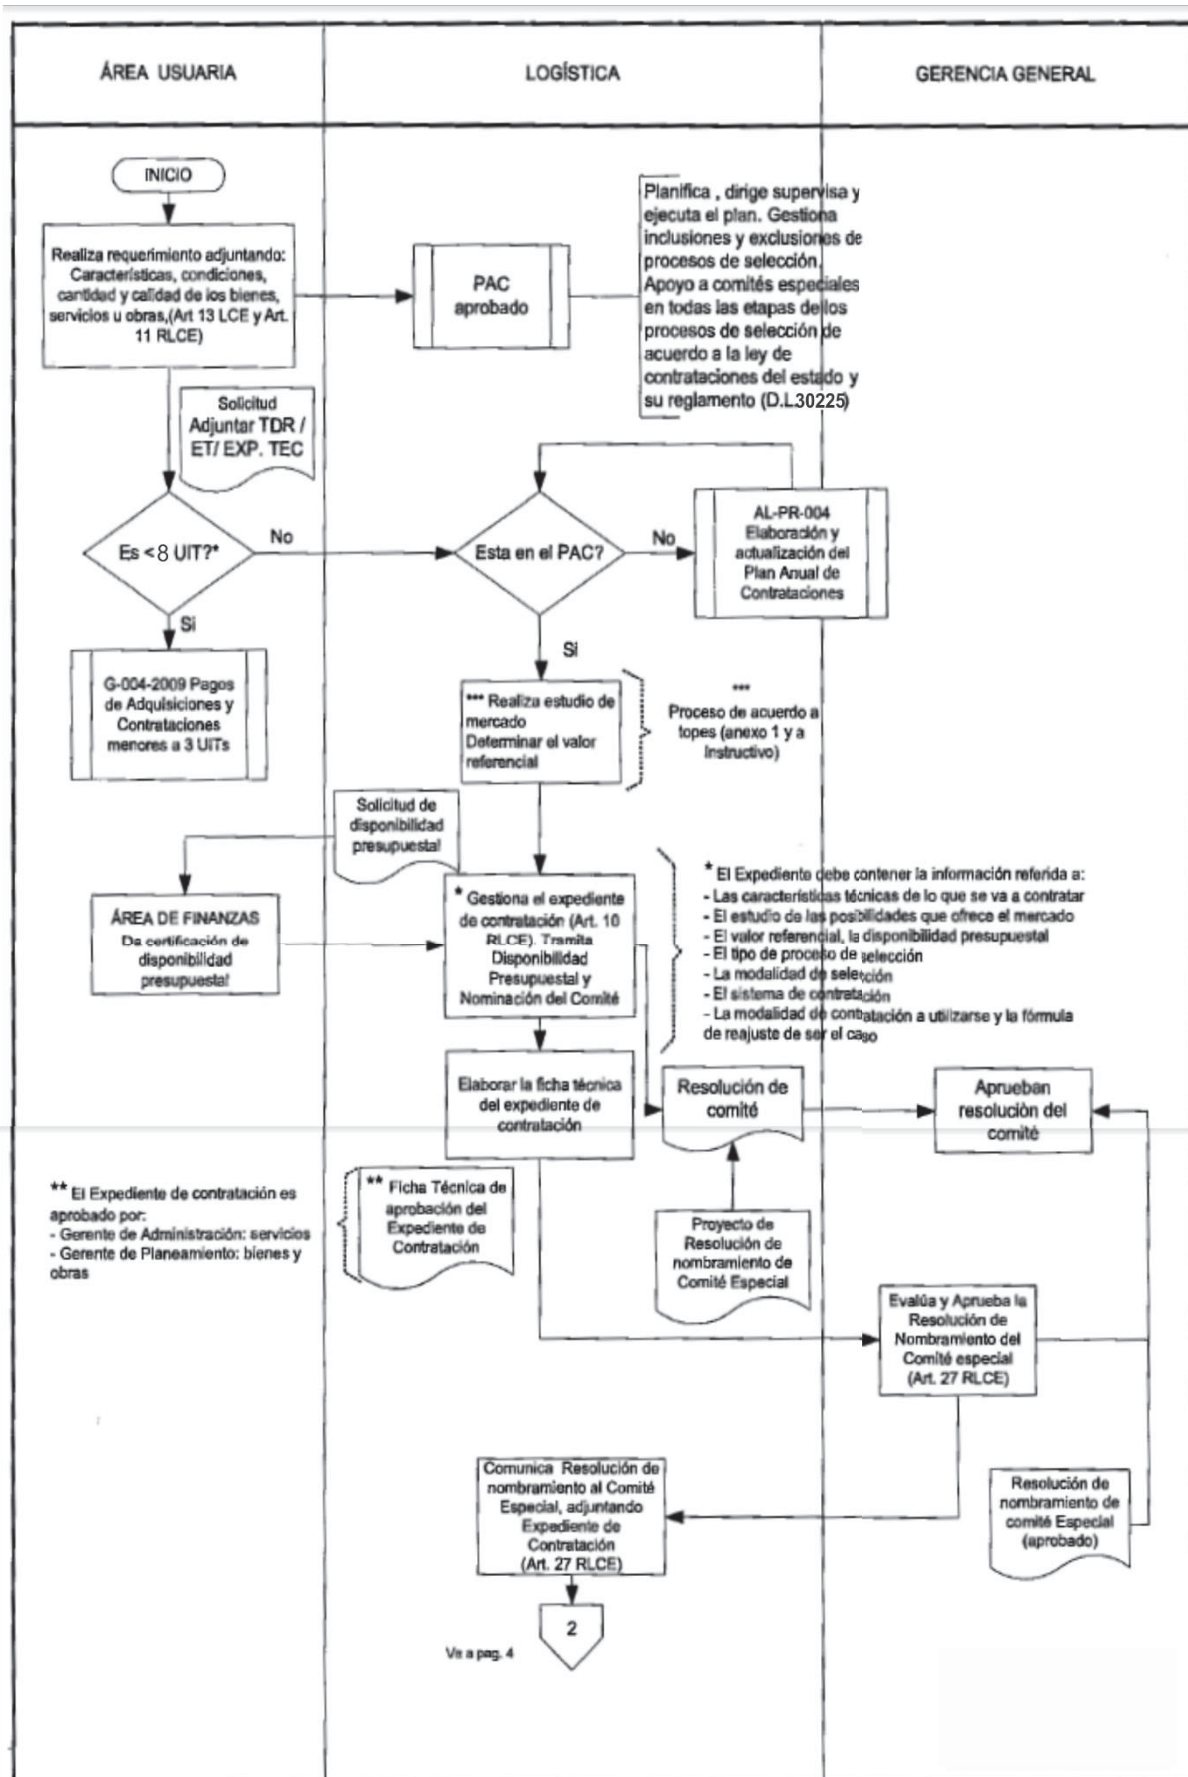 ÁREA USUARIA
LOGÍSTICA
GERENCIA GENERAL
INICIO
Realiza requerimiento adjuntando:
Características, condiciones,
cantidad y calidad de los bienes,
servicios u obras,(Art 13 LCE y Art.
11 RLCE)
PAC
aprobado
Planifica , dirige supervisa y
ejecuta el plan. Gestiona
inclusiones y exclusiones de
procesos de selección.
Apoyo a comités especiales
en todas las etapas de los
procesos de selección de
acuerdo a la ley de
contrataciones del estado y
su reglamento (D.L30225)
Solicitud
Adjuntar TDR /
ET/ EXP. TEC
Es <8 UIT?*
No
Esta en el PAC?
No
AL-PR-004
Elaboración y
actualización del
Plan Anual de
Contrataciones
Si
G-004-2009 Pagos
de Adquisiciones y
Contrataciones
menores a 3 UITs
Si
*** Realiza estudio de
mercado
Determinar el valor
referencial
***
Proceso de acuerdo a
topes (anexo 1 y a
Instructivo)
Solicitud de
disponibilidad
presupuestal
ÁREA DE FINANZAS
Da certificación de
disponibilidad
presupuestal
* Gestiona el expediente
de contratación (Art. 10
RLCE). Tramita
Disponibilidad
Presupuestal y
Nominación del Comité
* El Expediente debe contener la información referida a:
- Las características técnicas de lo que se va a contratar
- El estudio de las posibilidades que ofrece el mercado
- El valor referencial, la disponibilidad presupuestal
- El tipo de proceso de selección
- La modalidad de selección
- El sistema de contratación
- La modalidad de contratación a utilizarse y la fórmula
de reajuste de ser el caso
Elaborar la ficha técnica
del expediente de
contratación
Resolución de
comité
Aprueban
resolución del
comité
** El Expediente de contratación es
aprobado por:
- Gerente de Administración: servicios
- Gerente de Planeamiento: bienes y
obras
** Ficha Técnica de
aprobación del
Expediente de
Contratación
Proyecto de
Resolución de
nombramiento de
Comité Especial
Evalúa y Aprueba la
Resolución de
Nombramiento del
Comité especial
(Art. 27 RLCE)
Comunica Resolución de
nombramiento al Comité
Especial, adjuntando
Expediente de
Contratación
(Art. 27 RLCE)
Resolución de
nombramiento de
comité Especial
(aprobado)
2
Va a pag. 4